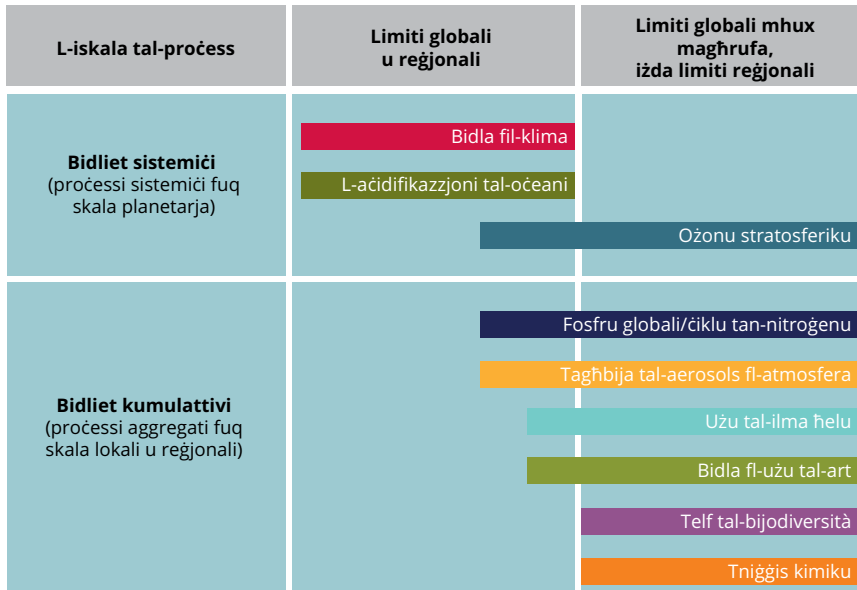 L-iskala tal-proċess
Limiti globali
u reġjonali
Limiti globali mhux
magħrufa,
iżda limiti reġjonali
Bidliet sistemiċi
(proċessi sistemiċi fuq
skala planetarja)
Bidla fil-klima
L-aċidifikazzjoni tal-oċeani
Ożonu stratosferiku
Bidliet kumulattivi
(proċessi aggregati fuq
skala lokali u reġjonali)
Fosfru globali/ċiklu tan-nitroġenu
Tagħbija tal-aerosols fl-atmosfera
Użu tal-ilma ħelu
Bidla fl-użu tal-art
Telf tal-bijodiversità
Tniġġis kimiku